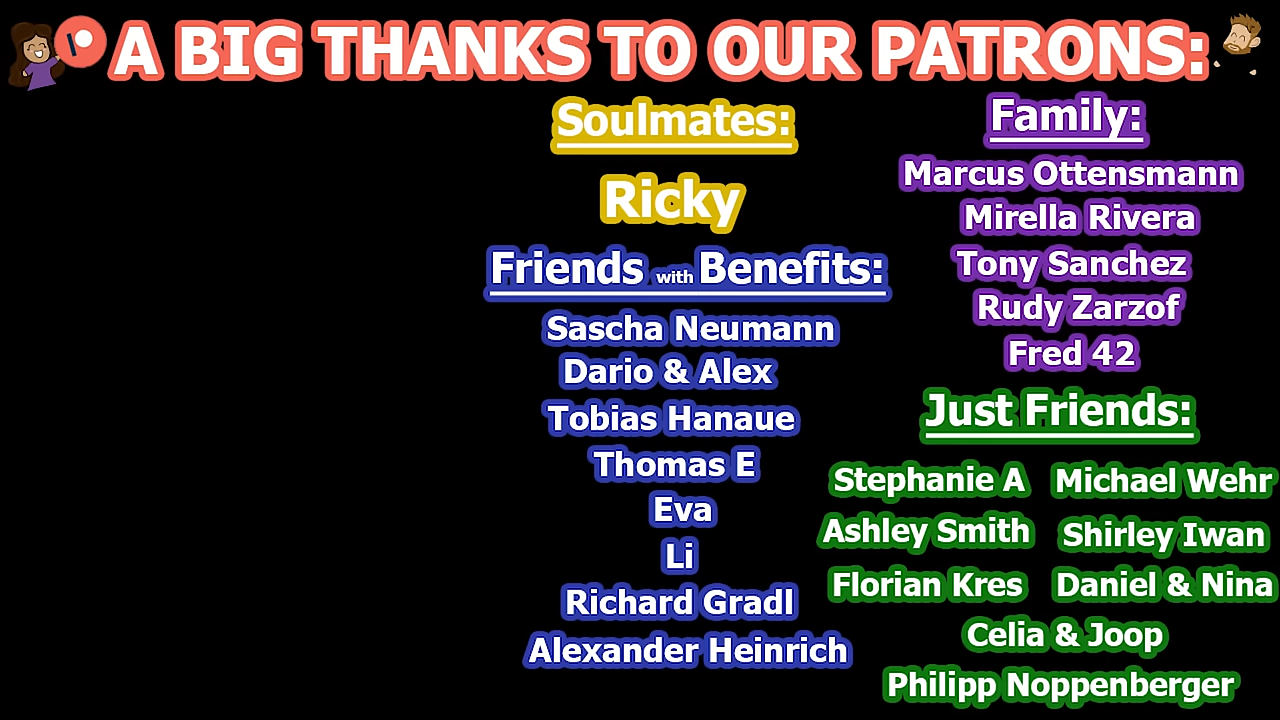 A BIG THANKS TO OUR PATRONS:
Soulmates:
Ricky
Friends with Benefits:
Sascha Neumann
Dario & Alex
Tobias Hanaue
Thomas E
Eva
Li
Richard Gradl
Alexander Heinrich
Family:
Marcus Ottensmann
Mirella Rivera
Tony Sanchez
Rudy Zarzof
Fred 42
Just Friends:
Stephanie A Michael Wehr
Ashley Smith Shirley Iwan
Florian Kres Daniel & Nina
Celia & Joop
Philipp Noppenberger